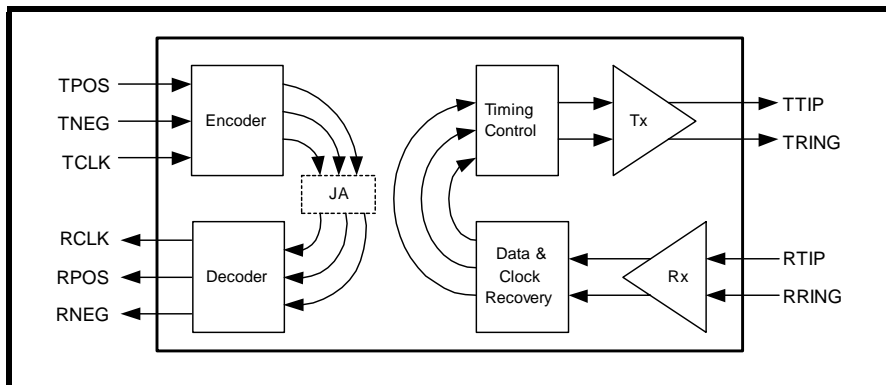 TPOS
TNEG
TCLK
Encoder
JA
RCLK
RPOS
RNEG
Decoder
Timing
Control
Tx
TTIP
TRING
Data &
Clock
Recovery
Rx
RTIP
RRING